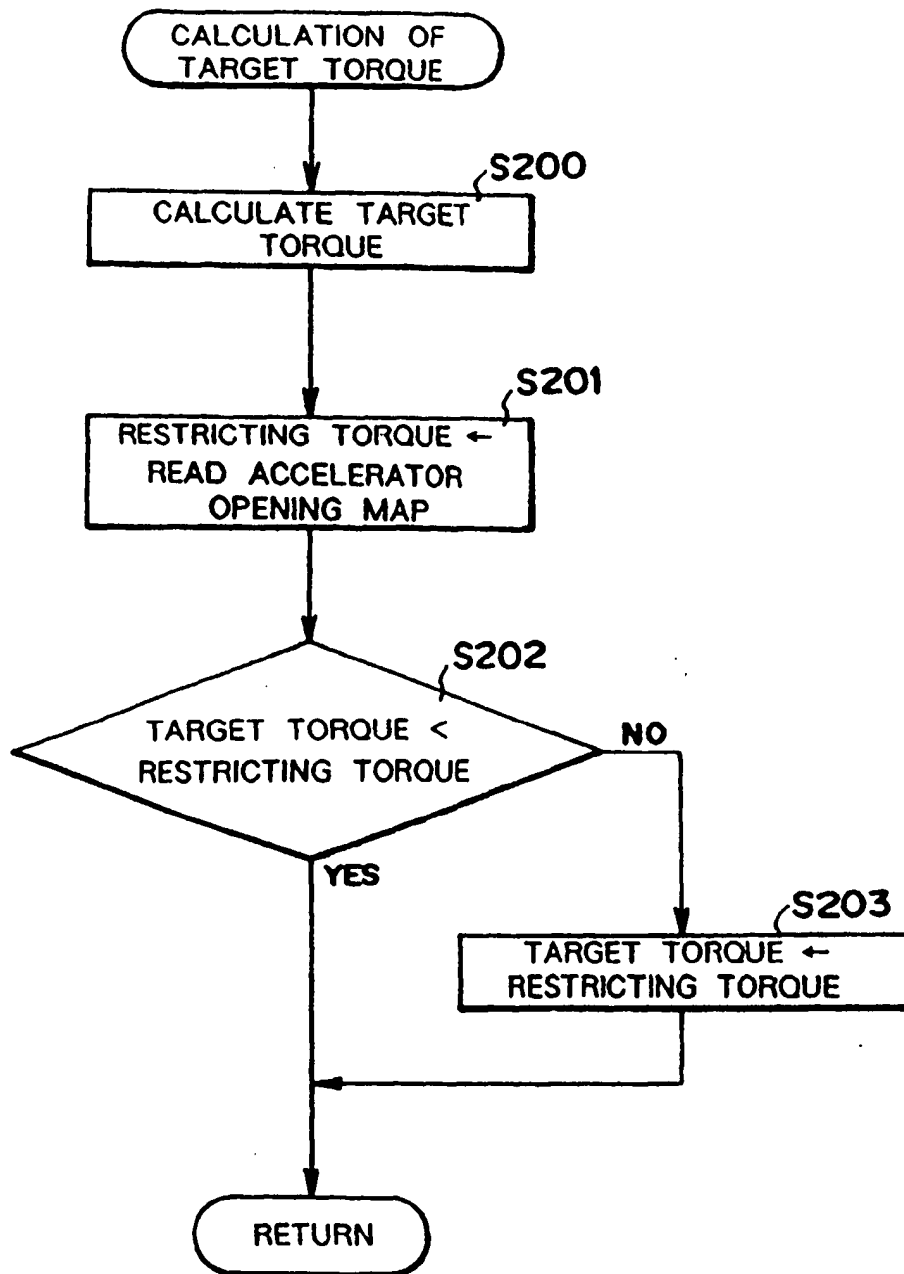 CALCULATION OF
TARGET TORQUE
S200
CALCULATE TARGET
TORQUE
S201
RESTRICTING TORQUE ←
READ ACCELERATOR
OPENING MAP
S202
TARGET TORQUE <
RESTRICTING TORQUE
NO
YES
S203
TARGET TORQUE ←
RESTRICTING TORQUE
RETURN